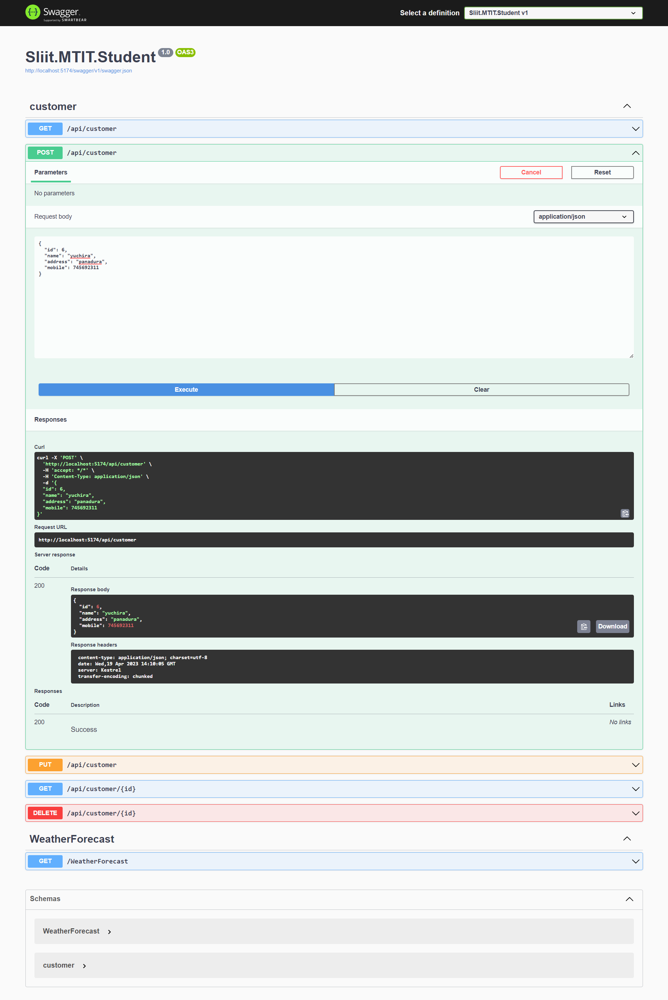 Swagger
Supported by SMARTBEAR
Select a definition
Sliit.MTIT.Student v1
Sliit.MTIT.Student 1.0 OAS3
http://localhost:5174/swagger/v1/swagger.json
customer
GET /api/customer
POST /api/customer
Parameters
Cancel
Reset
No parameters
Request body
application/json
{
  "id": 6,
  "name": "yuchira",
  "address": "panadura",
  "mobile": 745692311
}
Execute
Clear
Responses
Curl
curl -X 'POST' \
  'http://localhost:5174/api/customer' \
  -H 'accept: */*' \
  -H 'Content-Type: application/json' \
  -d '{
  "id": 6,
  "name": "yuchira",
  "address": "panadura",
  "mobile": 745692311
}'
Request URL
http://localhost:5174/api/customer
Server response
Code Details
200
Response body
{
  "id": 6,
  "name": "yuchira",
  "address": "panadura",
  "mobile": 745692311
}
Download
Response headers
content-type: application/json; charset=utf-8
date: Wed,19 Apr 2023 14:10:05 GMT
server: Kestrel
transfer-encoding: chunked
Responses
Code Description Links
200 No links
Success
PUT /api/customer
GET /api/customer/{id}
DELETE /api/customer/{id}
WeatherForecast
GET /WeatherForecast
Schemas
WeatherForecast
customer